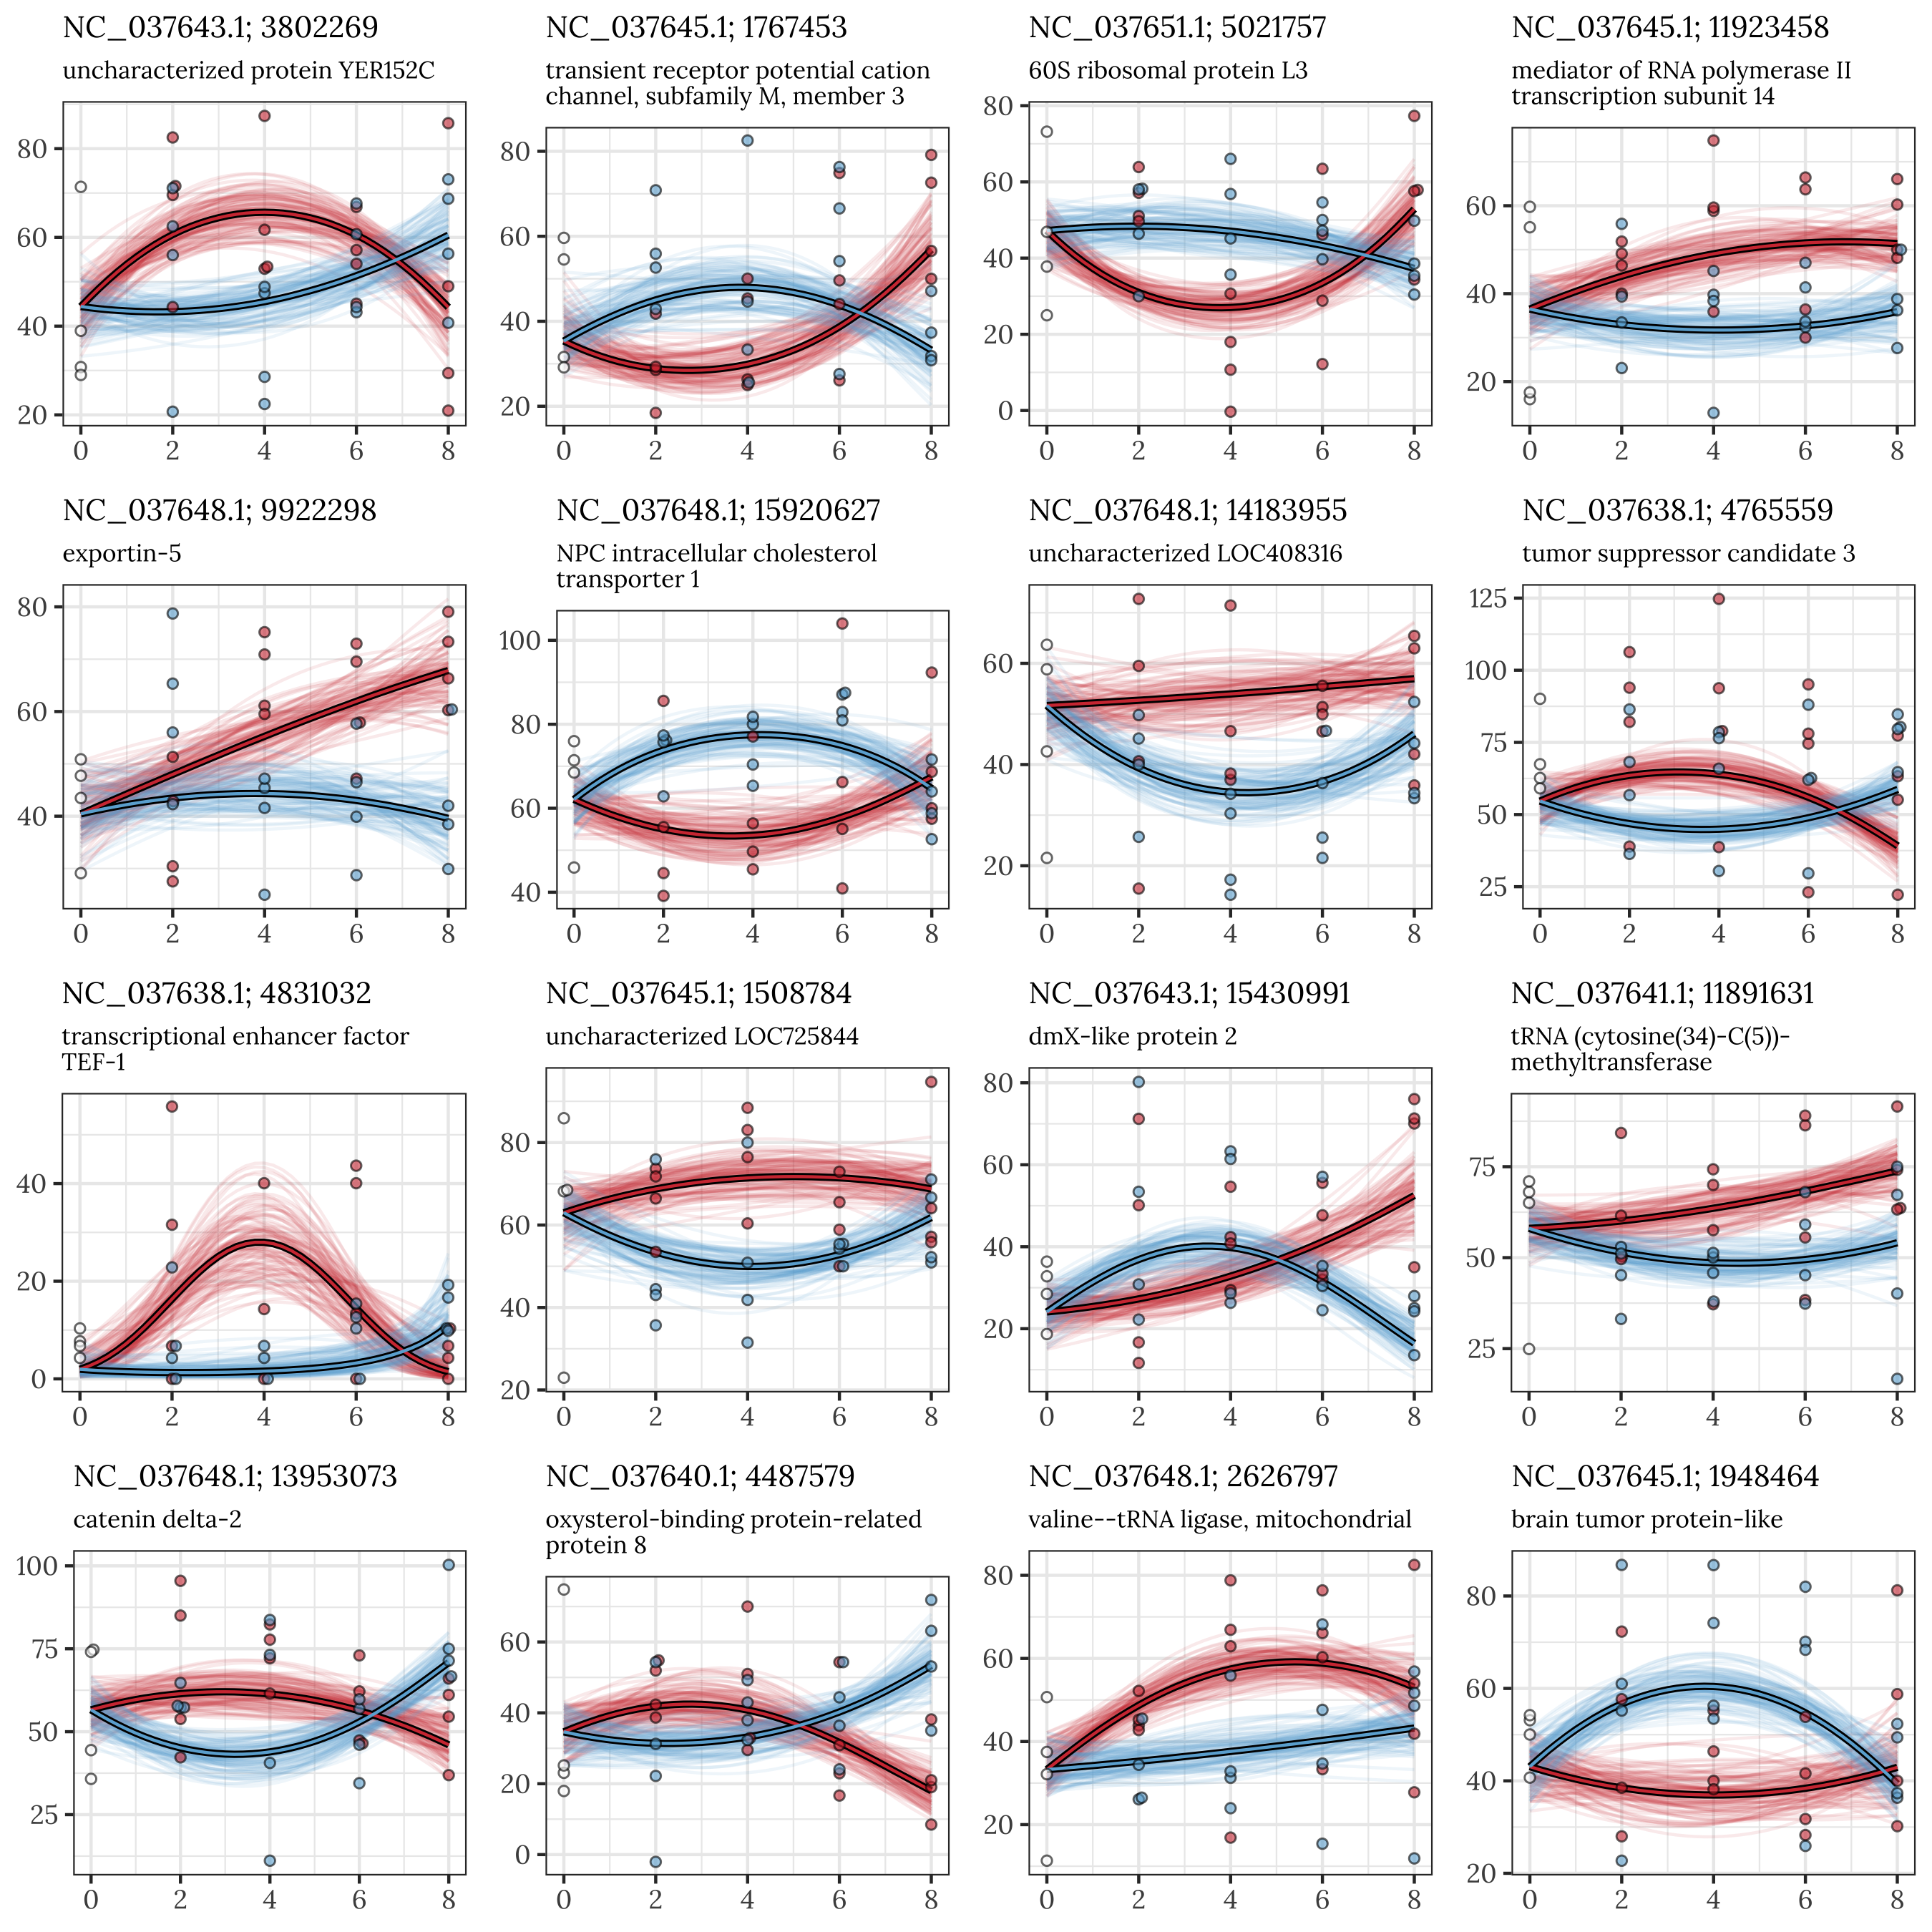 NC_037643.1; 3802269
uncharacterized protein YER152C
80
60
40
20
0 2 4 6 8
NC_037645.1; 1767453
transient receptor potential cation
channel, subfamily M, member 3
80
60
40
20
0 2 4 6 8
NC_037651.1; 5021757
60S ribosomal protein L3
80
60
40
20
0
0 2 4 6 8
NC_037645.1; 11923458
mediator of RNA polymerase II
transcription subunit 14
60
40
20
0 2 4 6 8
NC_037648.1; 9922298
exportin-5
80
60
40
0 2 4 6 8
NC_037648.1; 15920627
NPC intracellular cholesterol
transporter 1
100
80
60
40
0 2 4 6 8
NC_037648.1; 14183955
uncharacterized LOC408316
60
40
20
0 2 4 6 8
NC_037638.1; 4765559
tumor suppressor candidate 3
125
100
75
50
25
0 2 4 6 8
NC_037638.1; 4831032
transcriptional enhancer factor
TEF-1
40
20
0
0 2 4 6 8
NC_037645.1; 1508784
uncharacterized LOC725844
80
60
40
20
0 2 4 6 8
NC_037643.1; 15430991
dmX-like protein 2
80
60
40
20
0 2 4 6 8
NC_037641.1; 11891631
tRNA (cytosine(34)-C(5))-
methyltransferase
75
50
25
0 2 4 6 8
NC_037648.1; 13953073
catenin delta-2
100
75
50
25
0 2 4 6 8
NC_037640.1; 4487579
oxysterol-binding protein-related
protein 8
60
40
20
0
0 2 4 6 8
NC_037648.1; 2626797
valine--tRNA ligase, mitochondrial
80
60
40
20
0 2 4 6 8
NC_037645.1; 1948464
brain tumor protein-like
80
60
40
20
0 2 4 6 8